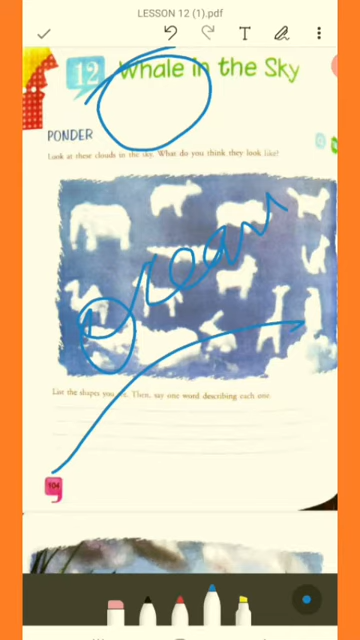 LESSON 12 (1).pdf
T
12
Whale in the Sky
PONDER
Look at these clouds in the sky. What do you think they look like?
List the shapes you see. Then, say one word describing each one.
104